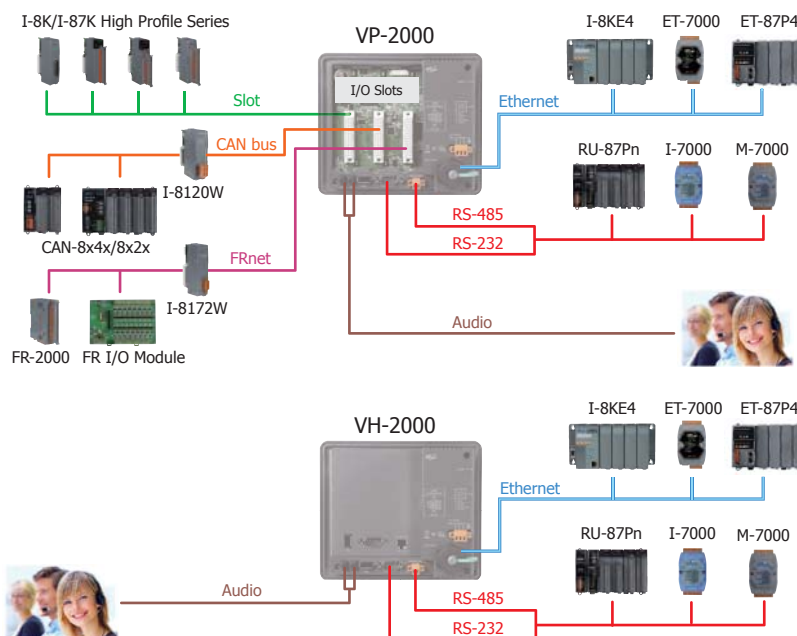 I-8K/I-87K High Profile Series
VP-2000
I-8KE4 ET-7000 ET-87P4
I/O Slots
Slot
Ethernet
CAN bus
I-8120W
RU-87Pn I-7000 M-7000
CAN-8x4x/8x2x
RS-485
RS-232
FRnet
I-8172W
Audio
FR-2000 FR I/O Module
VH-2000
I-8KE4 ET-7000 ET-87P4
Ethernet
RU-87Pn I-7000 M-7000
Audio
RS-485
RS-232